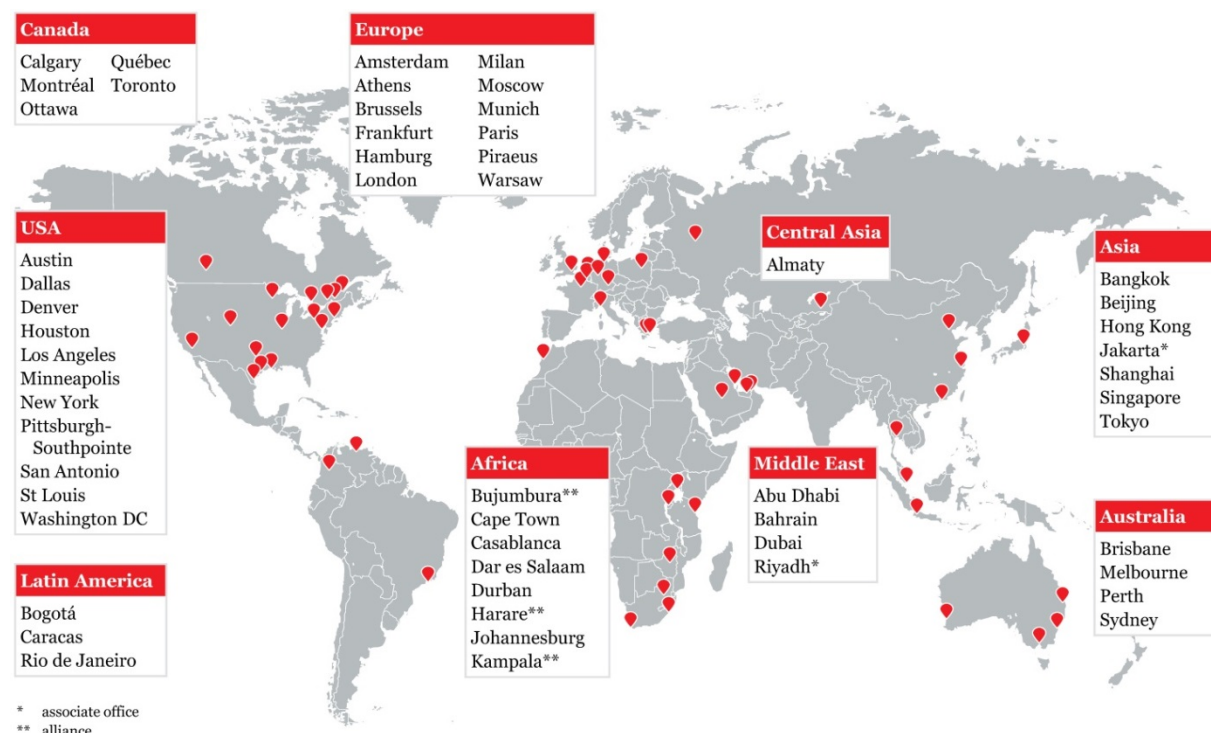 Canada
Calgary Québec
Montréal Toronto
Ottawa
Europe
Amsterdam Milan
Athens Moscow
Brussels Munich
Frankfurt Paris
Hamburg Piraeus
London Warsaw
USA
Austin
Dallas
Denver
Houston
Los Angeles
Minneapolis
New York
Pittsburgh-
Southpointe
San Antonio
St Louis
Washington DC
Central Asia
Almaty
Asia
Bangkok
Beijing
Hong Kong
Jakarta*
Shanghai
Singapore
Tokyo
Africa
Bujumbura**
Cape Town
Casablanca
Dar es Salaam
Durban
Harare**
Johannesburg
Kampala**
Middle East
Abu Dhabi
Bahrain
Dubai
Riyadh*
Australia
Brisbane
Melbourne
Perth
Sydney
Latin America
Bogotá
Caracas
Rio de Janeiro
* associate office
** alliance